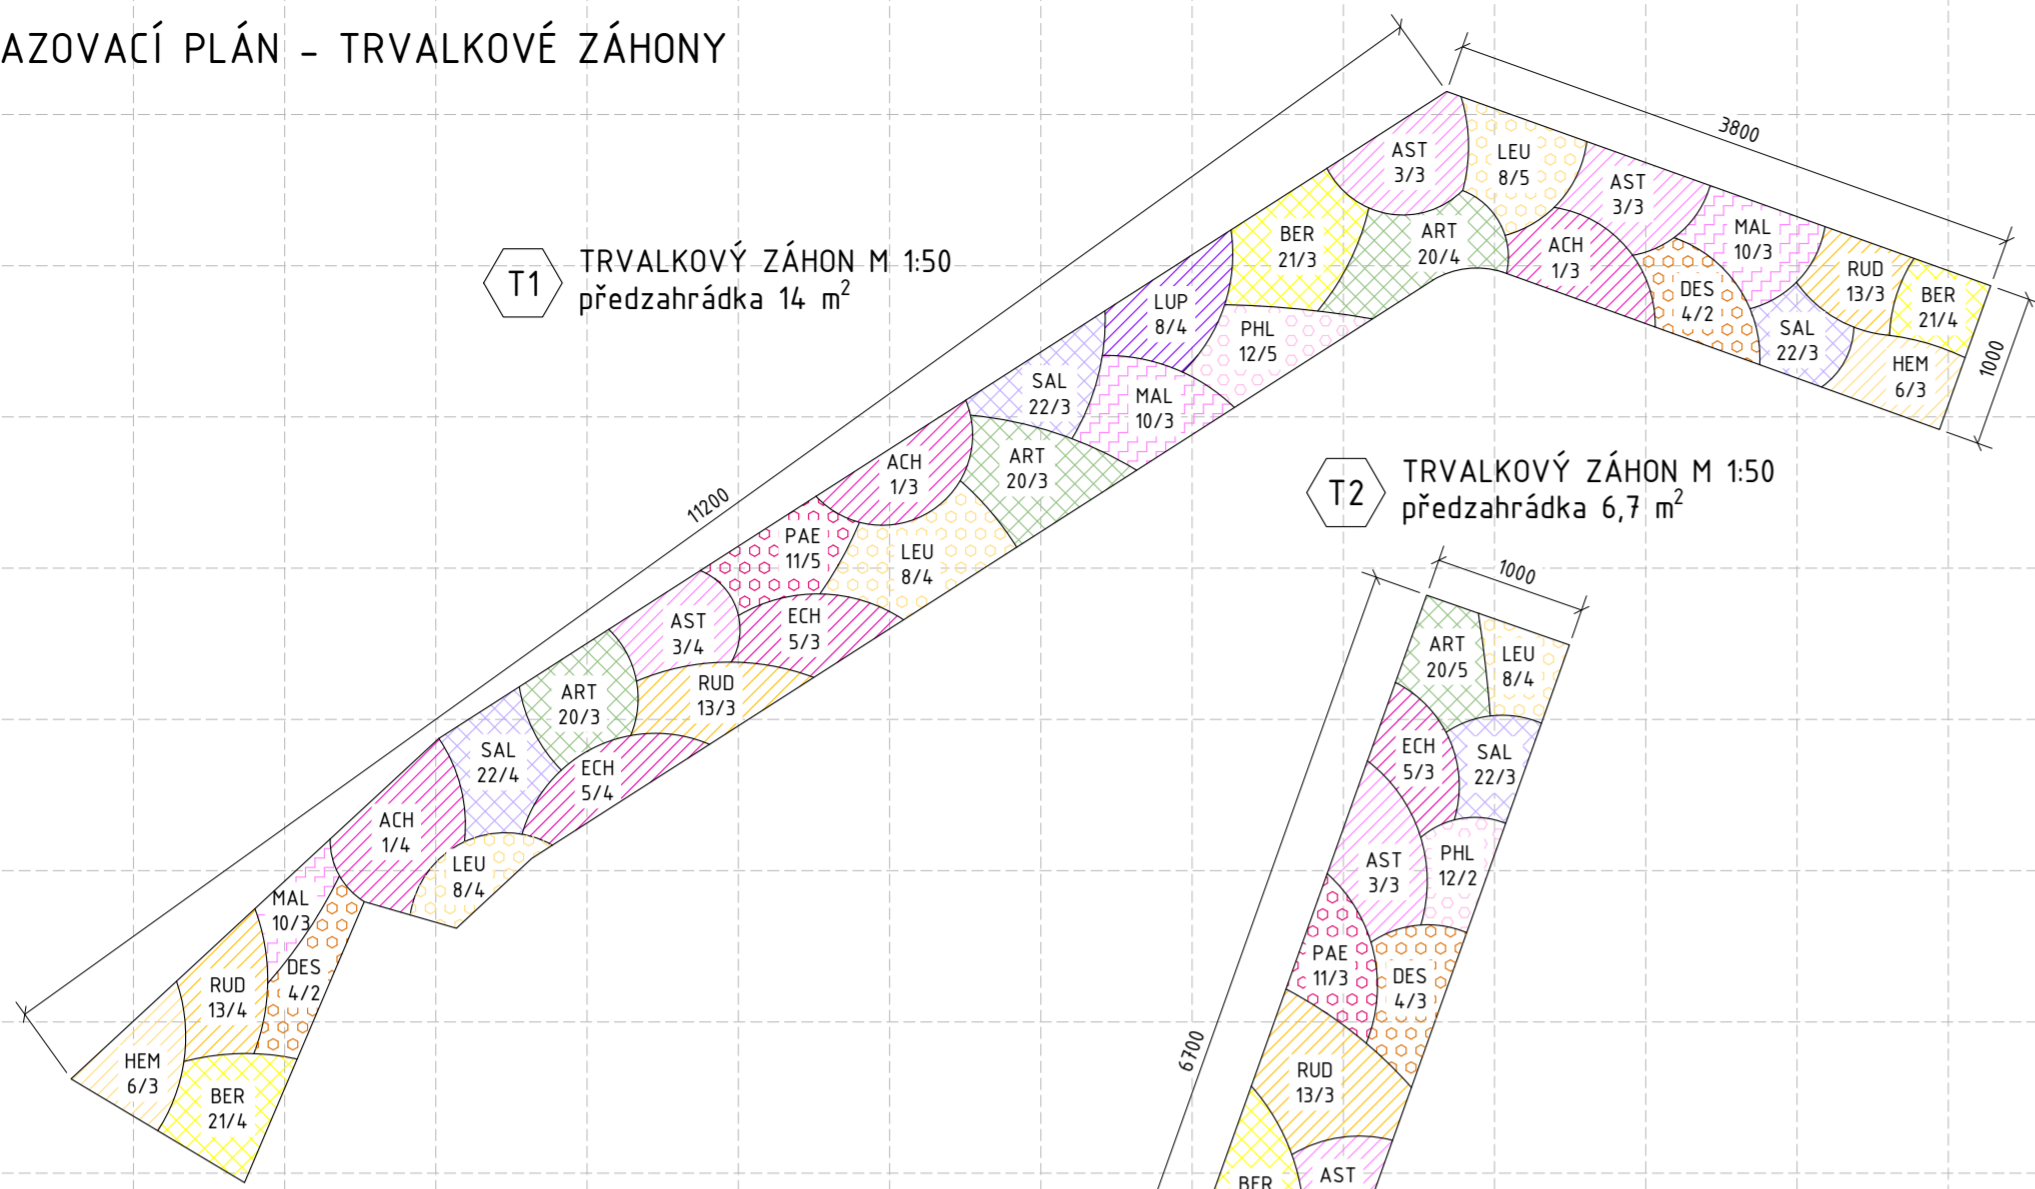 AZOVACÍ PLÁN - TRVALKOVÉ ZÁHONY
T1
TRVALKOVÝ ZÁHON M 1:50
předzahrádka 14 m²
11200
3800
1000
AST
3/3
LEU
8/5
AST
3/3
MAL
10/3
RUD
13/3
BER
21/4
BER
21/3
ART
20/4
ACH
1/3
DES
4/2
SAL
22/3
HEM
6/3
LUP
8/4
PHL
12/5
SAL
22/3
MAL
10/3
ACH
1/3
ART
20/3
PAE
11/5
LEU
8/4
AST
3/4
ECH
5/3
ART
20/3
RUD
13/3
SAL
22/4
ECH
5/4
ACH
1/4
LEU
8/4
MAL
10/3
DES
4/2
RUD
13/4
HEM
6/3
BER
21/4
T2
TRVALKOVÝ ZÁHON M 1:50
předzahrádka 6,7 m²
1000
6700
ART
20/5
LEU
8/4
ECH
5/3
SAL
22/3
AST
3/3
PHL
12/2
PAE
11/3
DES
4/3
RUD
13/3
BER
AST